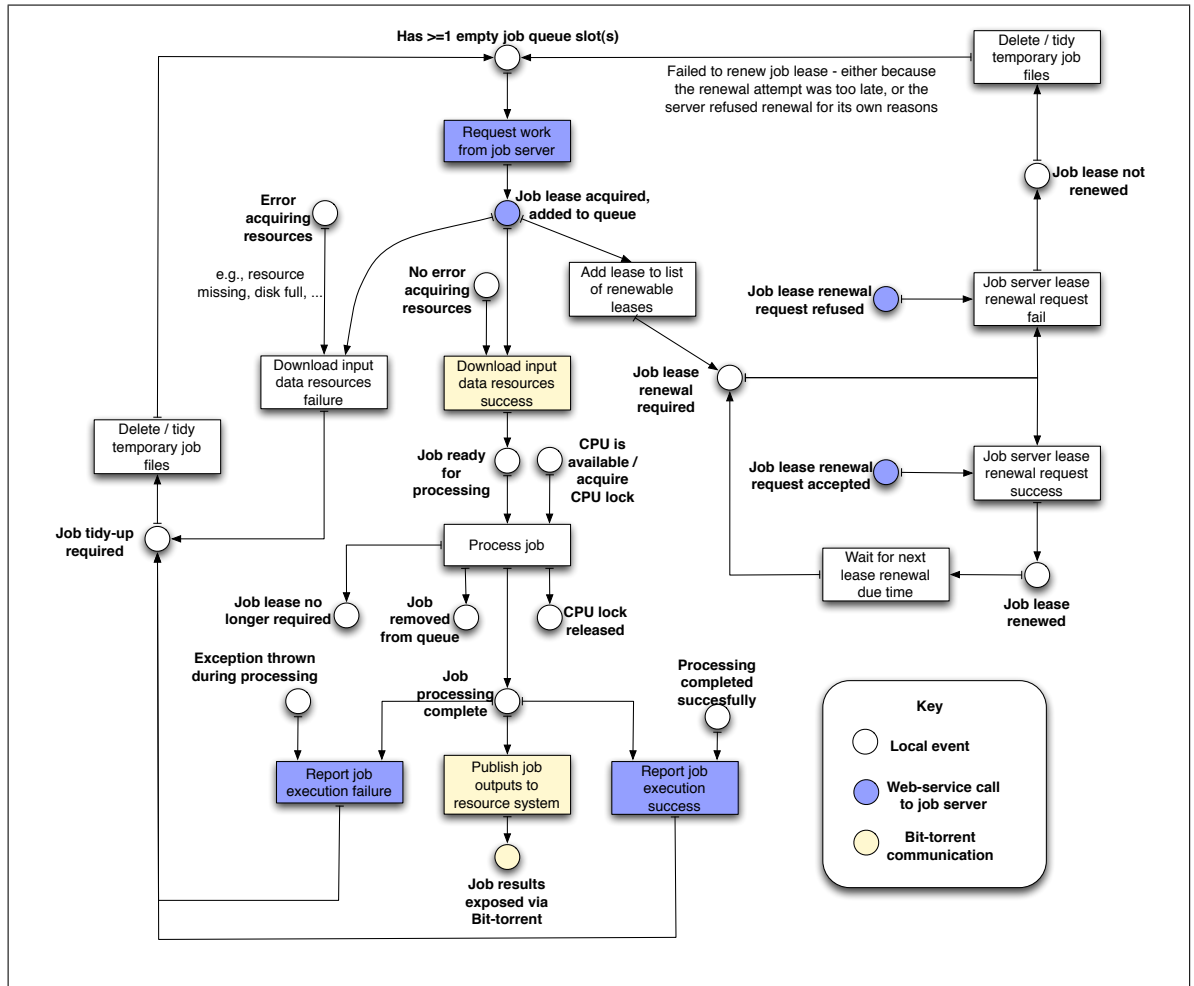 Has >=1 empty job queue slot(s)
Delete / tidy
temporary job
files
Failed to renew job lease - either because
the renewal attempt was too late, or the
server refused renewal for its own reasons
Request work
from job server
Job lease not
renewed
Job lease acquired,
added to queue
Error
acquiring
resources
e.g., resource
missing, disk full, ...
No error
acquiring
resources
Add lease to list
of renewable
leases
Job lease renewal
request refused
Job server lease
renewal request
fail
Download input
data resources
failure
Download input
data resources
success
Job lease
renewal
required
Delete / tidy
temporary job
files
Job ready
for
processing
CPU is
available /
acquire
CPU lock
Job lease renewal
request accepted
Job server lease
renewal request
success
Job tidy-up
required
Process job
Wait for next
lease renewal
due time
Job lease
renewed
Job lease no
longer required
Job
removed
from queue
CPU lock
released
Exception thrown
during processing
Job
processing
complete
Processing
completed
succesfully
Report job
execution failure
Publish job
outputs to
resource system
Report job
execution
success
Job results
exposed via
Bit-torrent
Key
Local event
Web-service call
to job server
Bit-torrent
communication